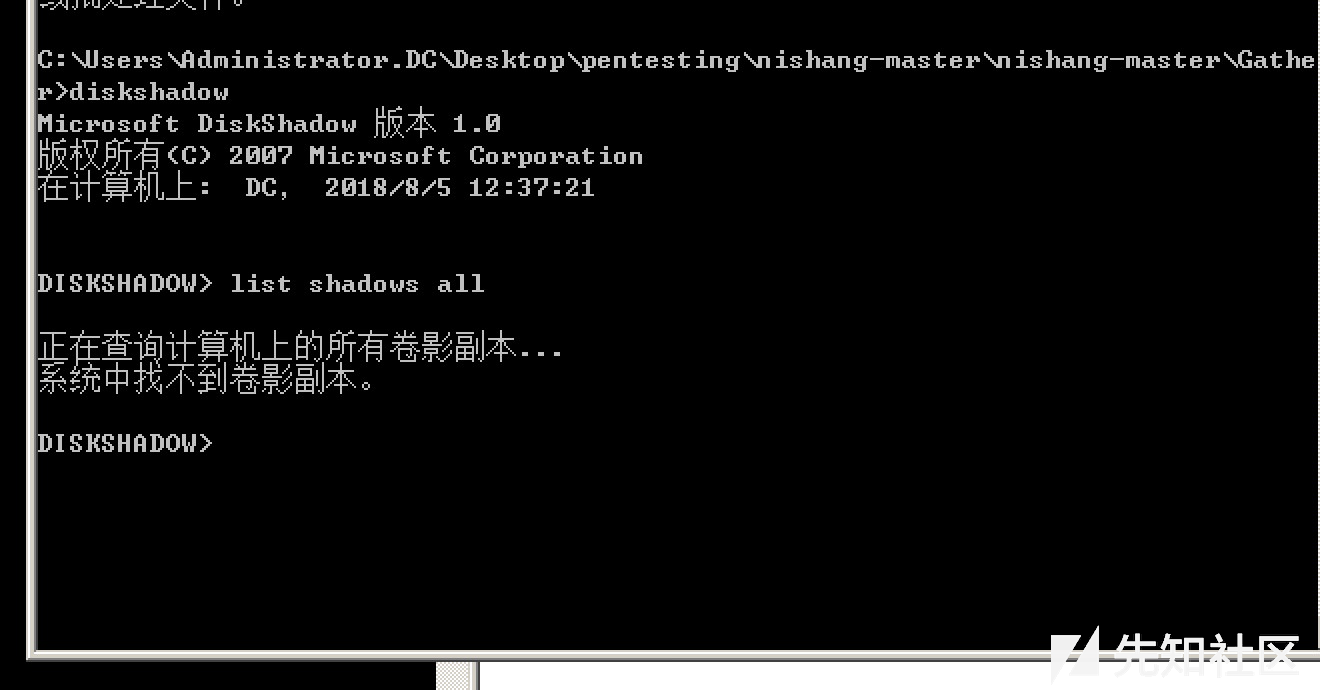 C:\Users\Administrator.DC\Desktop\pentesting\nishang-master\nishang-master\Gathe
r>diskshadow
Microsoft DiskShadow 版本 1.0
版权所有(C) 2007 Microsoft Corporation
在计算机上:  DC,  2018/8/5 12:37:21
DISKSHADOW> list shadows all
正在查询计算机上的所有卷影副本...
系统中找不到卷影副本。
DISKSHADOW>
先知社区